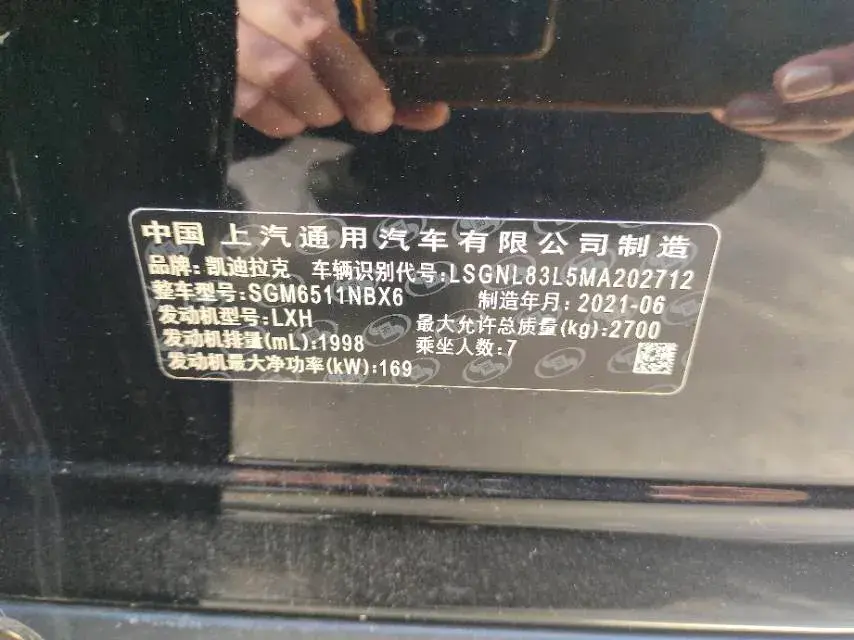 中国 上汽通用汽车有限公司制造
品牌: 凯迪拉克 车辆识别代号:LSGNL83L5MA202712
整车型号:SGM6511NBX6 制造年月: 2021-06
发动机型号:LXH 最大允许总质量(kg):2700
发动机排量(mL):1998 乘坐人数:7
发动机最大净功率(kW):169